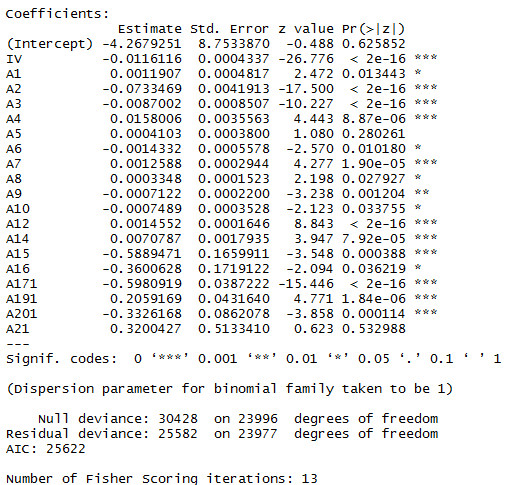 Coefficients:
              Estimate Std. Error z value Pr(>|z|)
(Intercept) -4.2679251  8.7533870  -0.488 0.625852
IV          -0.0116116  0.0004337 -26.776  < 2e-16 ***
A1           0.0011907  0.0004817   2.472 0.013443 *
A2          -0.0733469  0.0041913 -17.500  < 2e-16 ***
A3          -0.0087002  0.0008507 -10.227  < 2e-16 ***
A4           0.0158006  0.0035563   4.443 8.87e-06 ***
A5           0.0004103  0.0003800   1.080 0.280261
A6          -0.0014332  0.0005578  -2.570 0.010180 *
A7           0.0012588  0.0002944   4.277 1.90e-05 ***
A8           0.0003348  0.0001523   2.198 0.027927 *
A9          -0.0007122  0.0002200  -3.238 0.001204 **
A10         -0.0007489  0.0003528  -2.123 0.033755 *
A12          0.0014552  0.0001646   8.843  < 2e-16 ***
A14          0.0070787  0.0017935   3.947 7.92e-05 ***
A15         -0.5889471  0.1659911  -3.548 0.000388 ***
A16         -0.3600628  0.1719122  -2.094 0.036219 *
A171        -0.5980919  0.0387222 -15.446  < 2e-16 ***
A191         0.2059169  0.0431640   4.771 1.84e-06 ***
A201        -0.3326168  0.0862078  -3.858 0.000114 ***
A21          0.3200427  0.5133410   0.623 0.532988
---
Signif. codes:  0 ‘***’ 0.001 ‘**’ 0.01 ‘*’ 0.05 ‘.’ 0.1 ‘ ’ 1
(Dispersion parameter for binomial family taken to be 1)
    Null deviance: 30428  on 23996  degrees of freedom
Residual deviance: 25582  on 23977  degrees of freedom
AIC: 25622
Number of Fisher Scoring iterations: 13